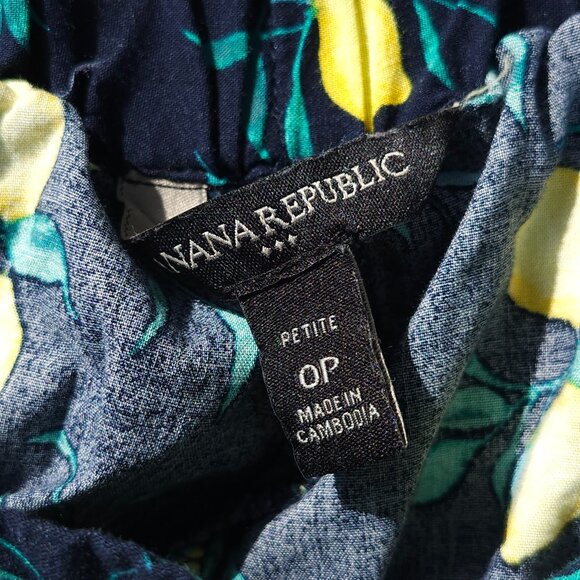 NANA REPUBLIC
PETITE
0P
MADE IN
CAMBODIA